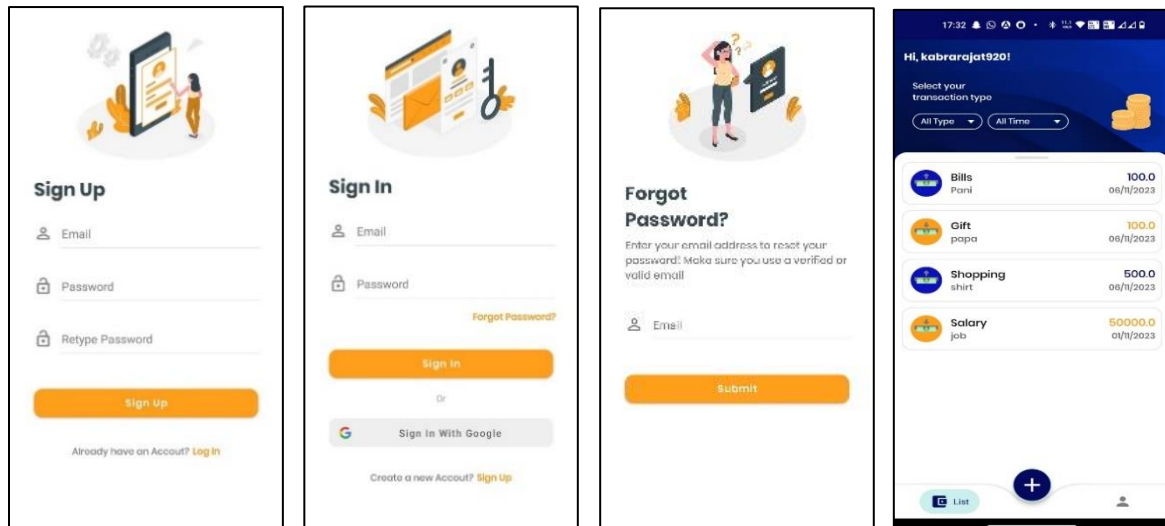 Sign Up
Email
Password
Retype Password
Sign Up
Already have an Accout? Log In
Sign In
Email
Password
Forgot Password?
Sign In
Or
Sign In With Google
Create a new Accout? Sign Up
Forgot
Password?
Enter your email address to reset your
password! Make sure you use a verified or
valid email
Email
Submit
17:32
Hi, kabrarajat920!
Select your
transaction type
All Type
All Time
Bills 100.0
Pani 06/11/2023
Gift 100.0
papa 06/11/2023
Shopping 500.0
shirt 06/11/2023
Salary 50000.0
job 01/11/2023
List